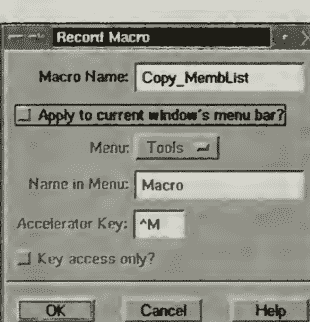 Record Macro
Macro Name: Copy_MembList
Apply to current window's menu bar?
Menu: Tools
Name in Menu: Macro
Accelerator Key: ^M
Key access only?
OK Cancel Help